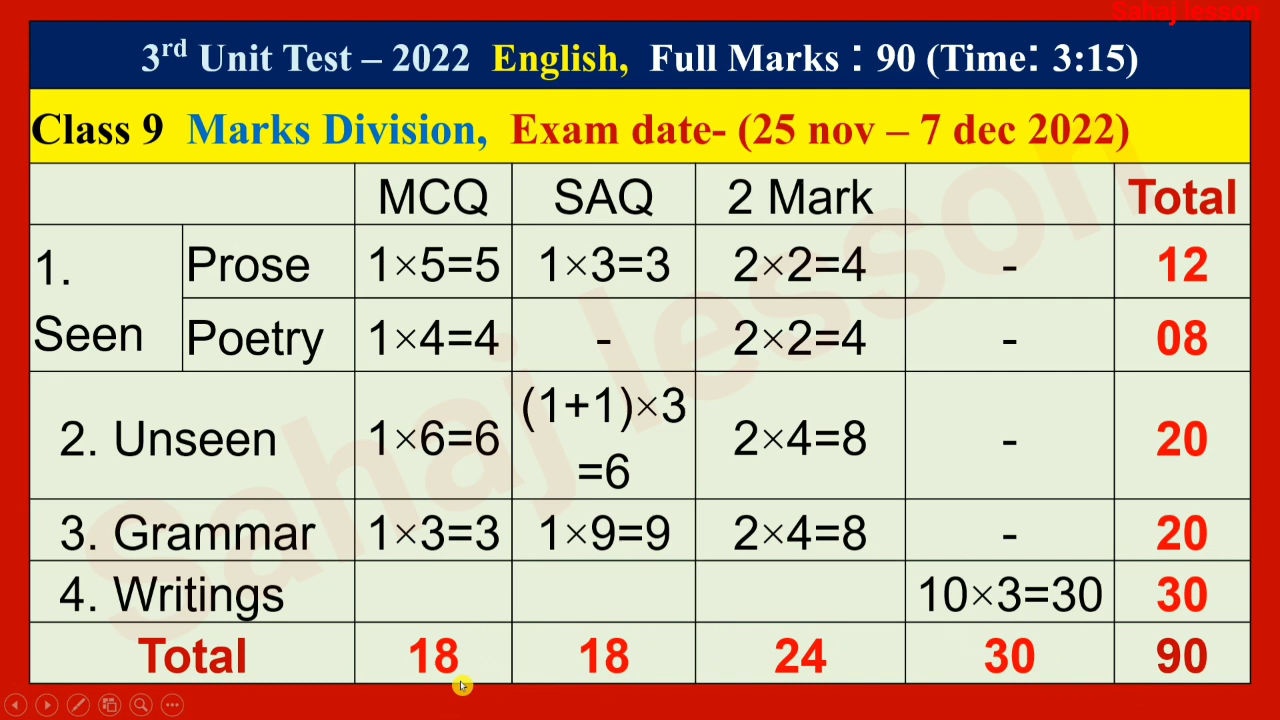 Sahaj lesson
3rd Unit Test – 2022 English, Full Marks : 90 (Time: 3:15)
Class 9 Marks Division, Exam date- (25 nov – 7 dec 2022)
MCQ SAQ 2 Mark Total
1. Seen
Prose 1×5=5 1×3=3 2×2=4 - 12
Poetry 1×4=4 - 2×2=4 - 08
2. Unseen 1×6=6 (1+1)×3 =6 2×4=8 - 20
3. Grammar 1×3=3 1×9=9 2×4=8 - 20
4. Writings 10×3=30 30
Total 18 18 24 30 90
Sahaj lesson